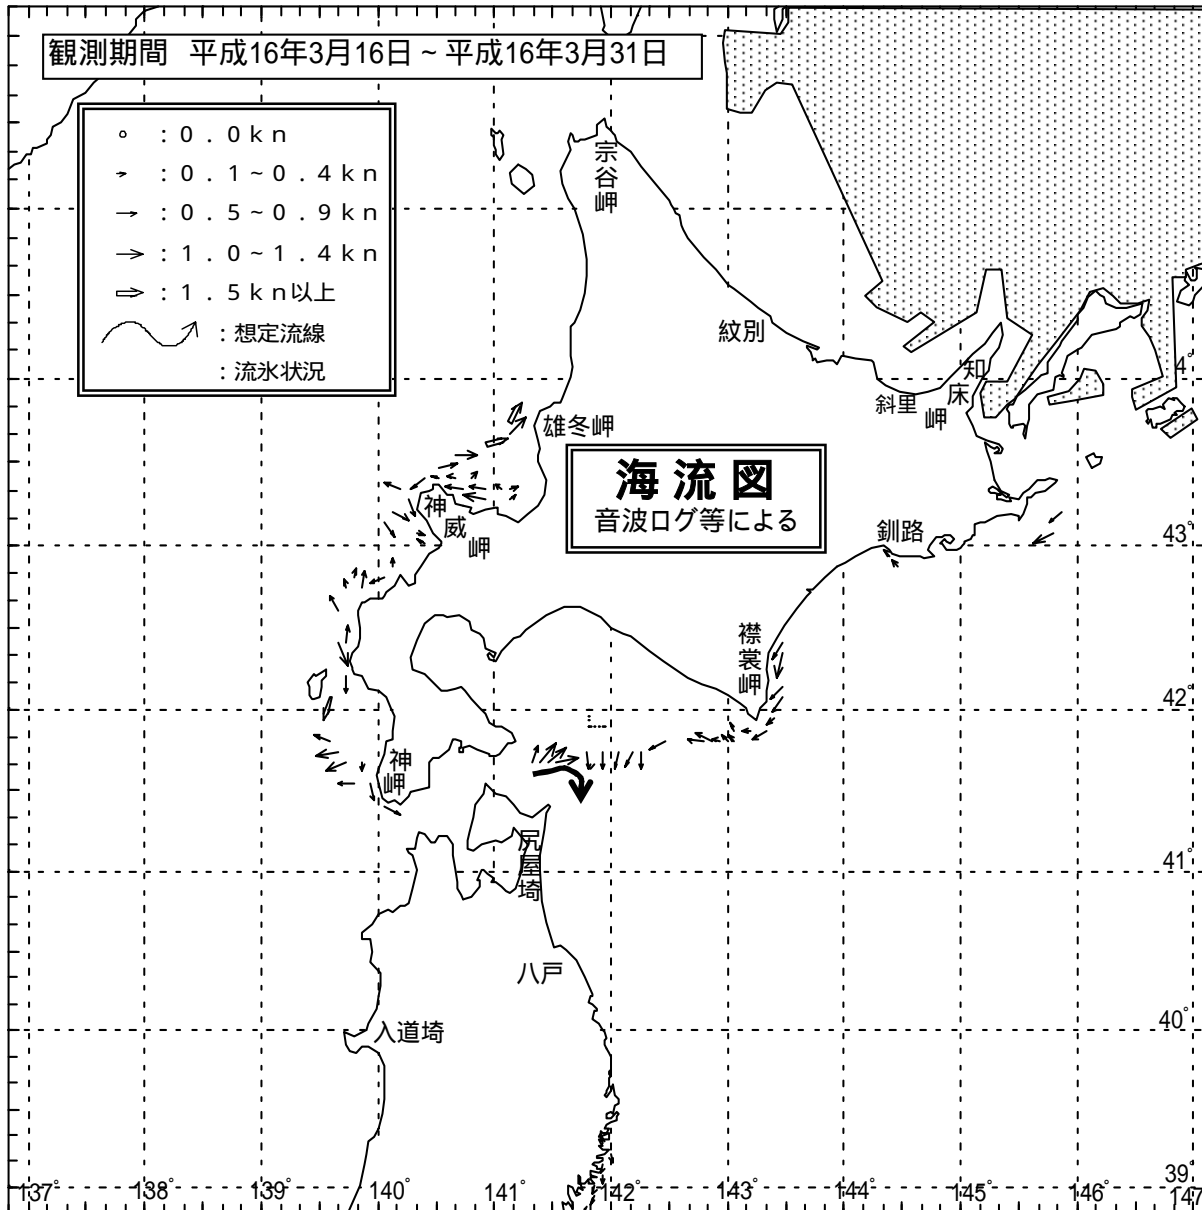 観測期間 平成16年3月16日~平成16年3月31日
:0.0kn
:0.1~0.4kn
:0.5~0.9kn
:1.0~1.4kn
:1.5kn以上
:想定流線
:流氷状況
宗谷岬
紋別
知床岬
斜里
雄冬岬
海流図
音波ログ等による
神威岬
釧路
43°
襟裳岬
42°
神岬
尻屋埼
41°
八戸
入道埼
40°
39°
137° 138° 139° 140° 141° 142° 143° 144° 145° 146° 147